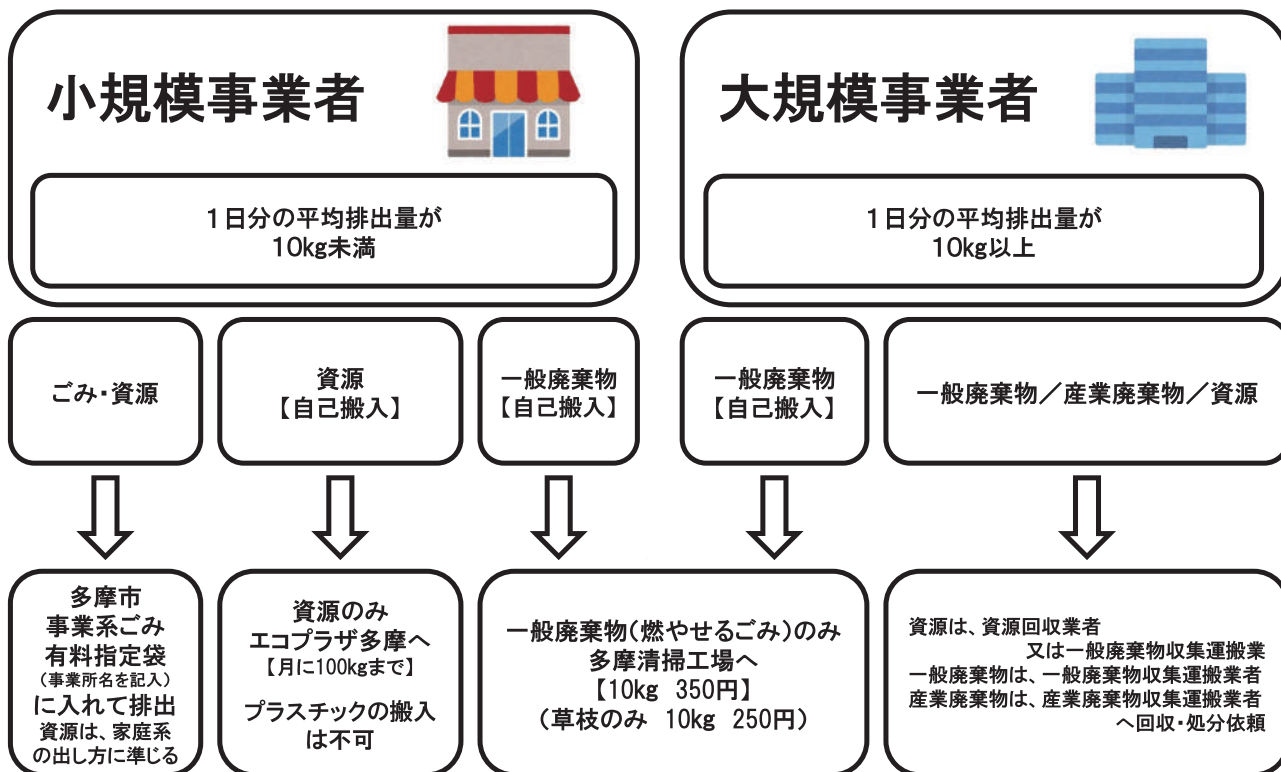 小規模事業者
1日分の平均排出量が
10kg未満
大規模事業者
1日分の平均排出量が
10kg以上
ごみ・資源
資源
【自己搬入】
一般廃棄物
【自己搬入】
一般廃棄物
【自己搬入】
一般廃棄物／産業廃棄物／資源
多摩市
事業系ごみ
有料指定袋
（事業所名を記入）
に入れて排出
資源は、家庭系
の出し方に準じる
資源のみ
エコプラザ多摩へ
【月に100kgまで】
プラスチックの搬入
は不可
一般廃棄物（燃やせるごみ）のみ
多摩清掃工場へ
【10kg 350円】
（草枝のみ 10kg 250円）
資源は、資源回収業者
又は一般廃棄物収集運搬業
一般廃棄物は、一般廃棄物収集運搬業者
産業廃棄物は、産業廃棄物収集運搬業者
へ回収・処分依頼